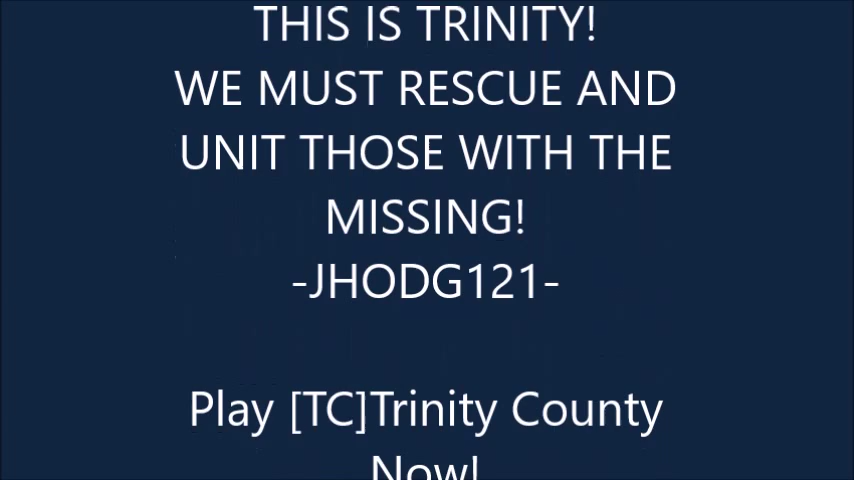 THIS IS TRINITY!
WE MUST RESCUE AND
UNIT THOSE WITH THE
MISSING!
-JHODG121-
Play [TC]Trinity County
Now!